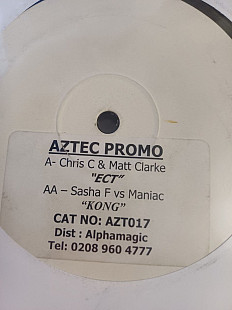 AZTEC PROMO
A- Chris C & Matt Clarke
"ECT"
AA – Sasha F vs Maniac
"KONG"
CAT NO: AZT017
Dist : Alphamagic
Tel: 0208 960 4777